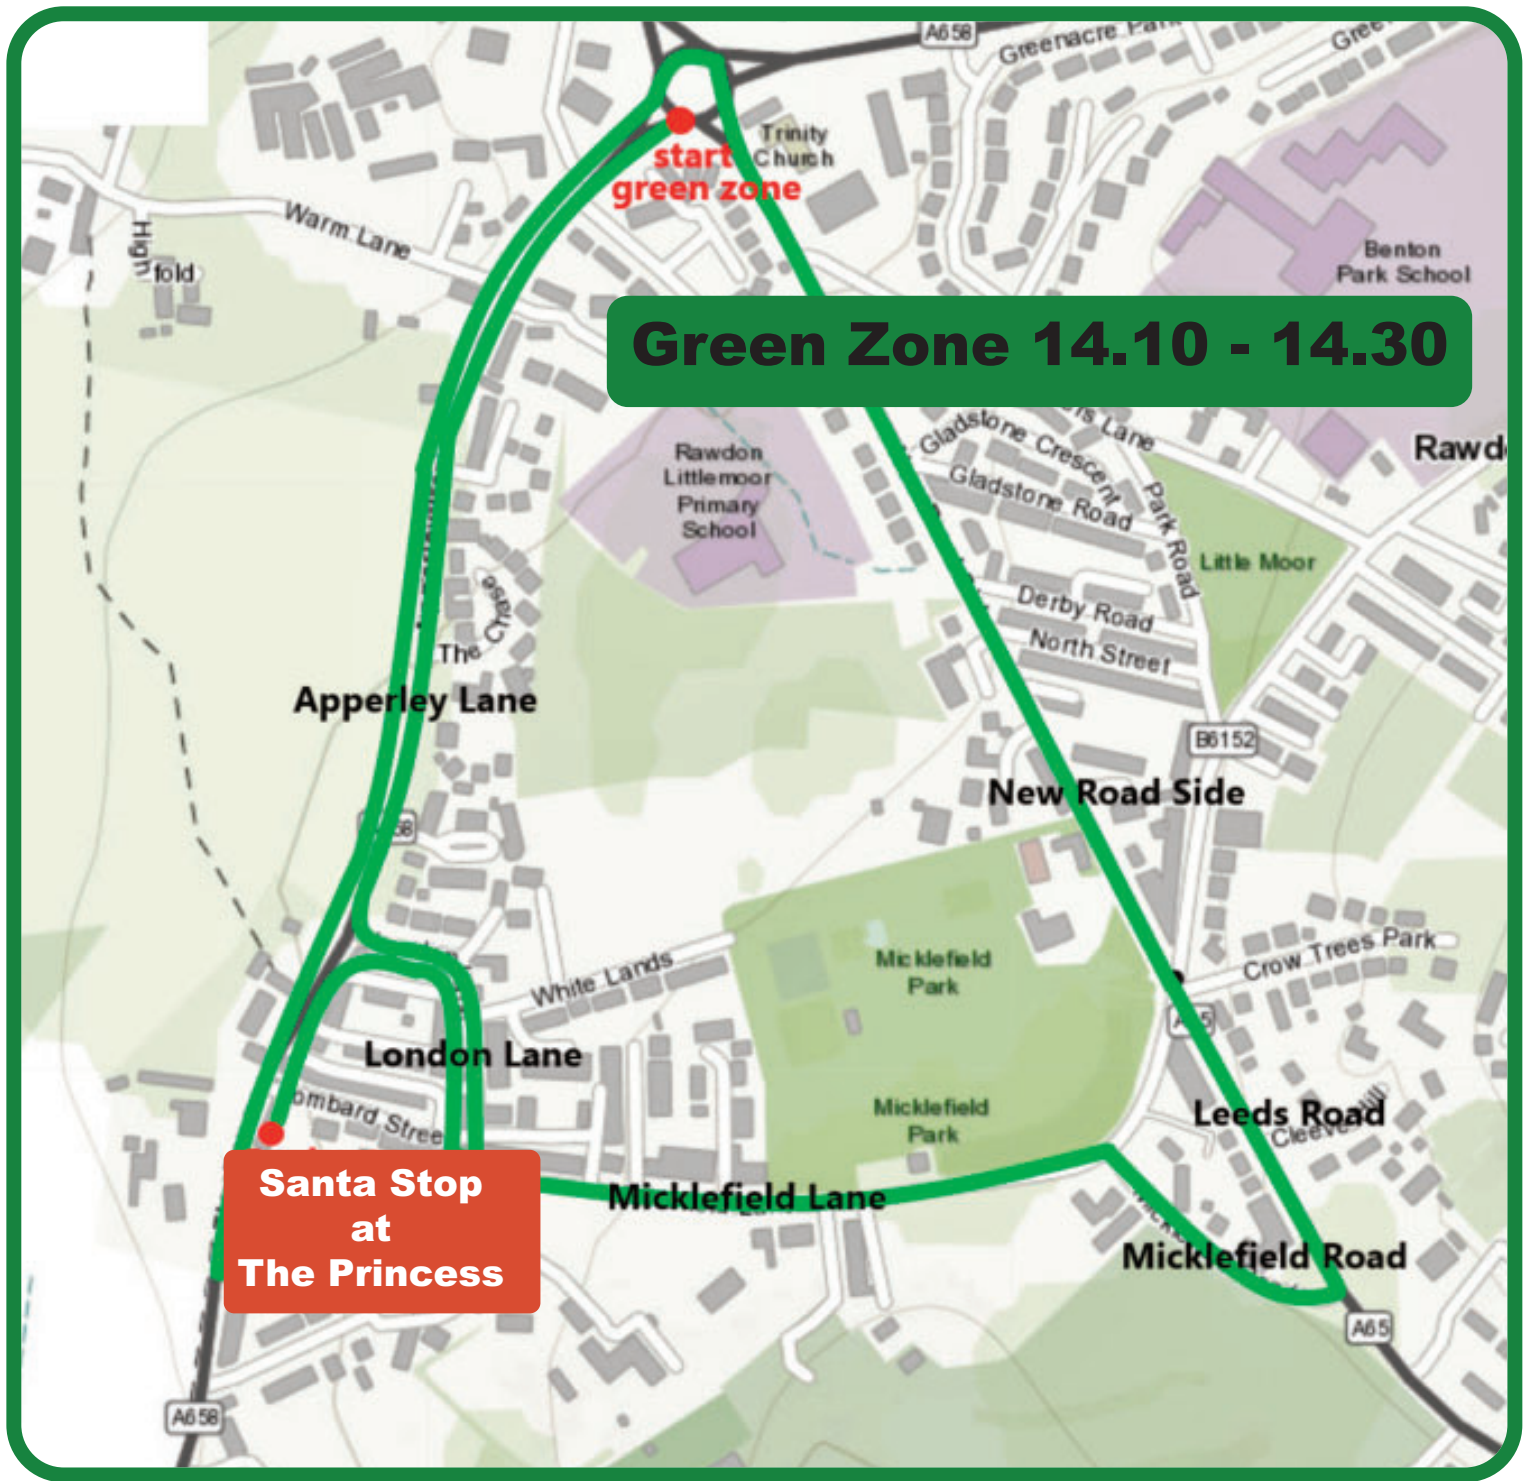 A658
Greenacre Park
Trinity
Church
start
green zone
Warm Lane
High
fold
Benton
Park School
Green Zone 14.10 - 14.30
Lane
Gladstone Crescent
Rawdon
Littlemoor
Primary
School
Gladstone Road
Park Road
Little Moor
Derby Road
North Street
The Chase
Apperley Lane
B6152
New Road Side
Crow Trees Park
White Lands
Micklefield
Park
London Lane
Micklefield
Park
Leeds Road
Santa Stop
at
The Princess
Micklefield Lane
Micklefield Road
A65
A658